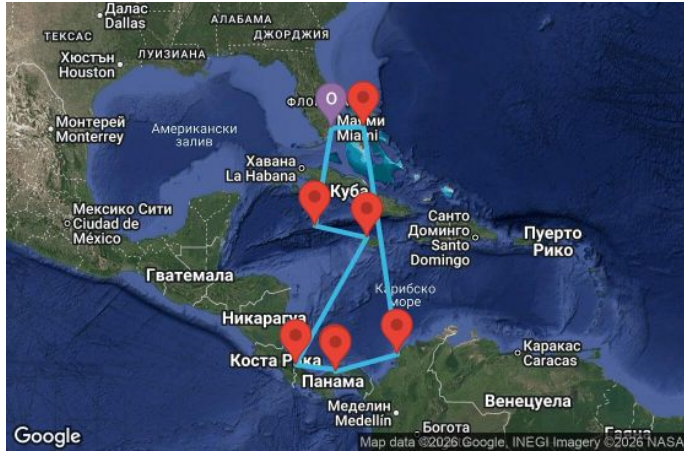 Далас
Dallas
АЛАБАМА
ТЕКСАС
ДЖОРДЖИЯ
ЛУИЗИАНА
Хюстън
Houston
O
Монтерей
Monterrey
Американски
залив
Miami
Хавана
La Habana
Куба
Мексико Сити
Ciudad de
México
Санто
Доминго
Santo
Domingo
Пуерто
Рико
Гватемала
Карибско
море
Никарагуа
Коста Рика
Каракас
Caracas
Панама
Меделин
Medellín
Венецуела
Богота
Google
Map data ©2026 Google, INEGI Imagery ©2026 NASA